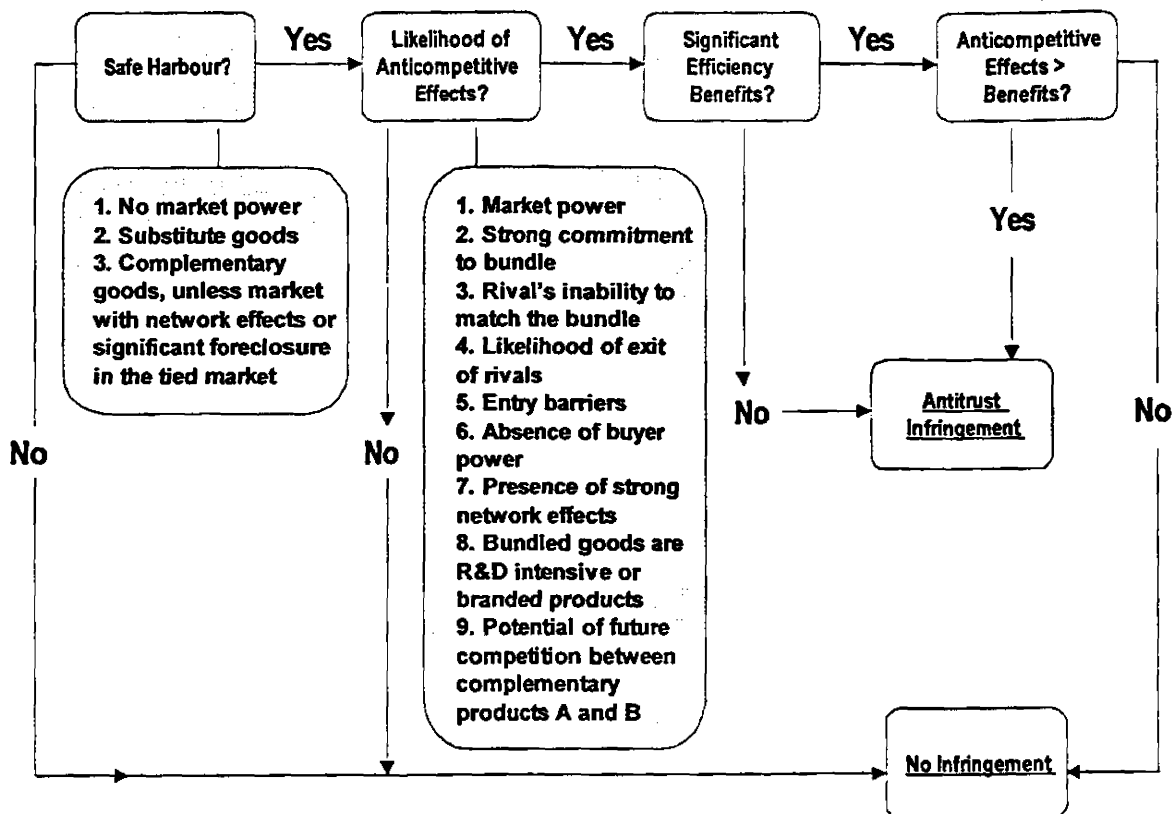 Safe Harbour?
Yes
Likelihood of
Anticompetitive
Effects?
Yes
Significant
Efficiency
Benefits?
Yes
Anticompetitive
Effects >
Benefits?
1. No market power
2. Substitute goods
3. Complementary
goods, unless market
with network effects or
significant foreclosure
in the tied market
1. Market power
2. Strong commitment
to bundle
3. Rival's inability to
match the bundle
4. Likelihood of exit
of rivals
5. Entry barriers
6. Absence of buyer
power
7. Presence of strong
network effects
8. Bundled goods are
R&D intensive or
branded products
9. Potential of future
competition between
complementary
products A and B
Yes
No
No
No
Antitrust
Infringement
No
No Infringement